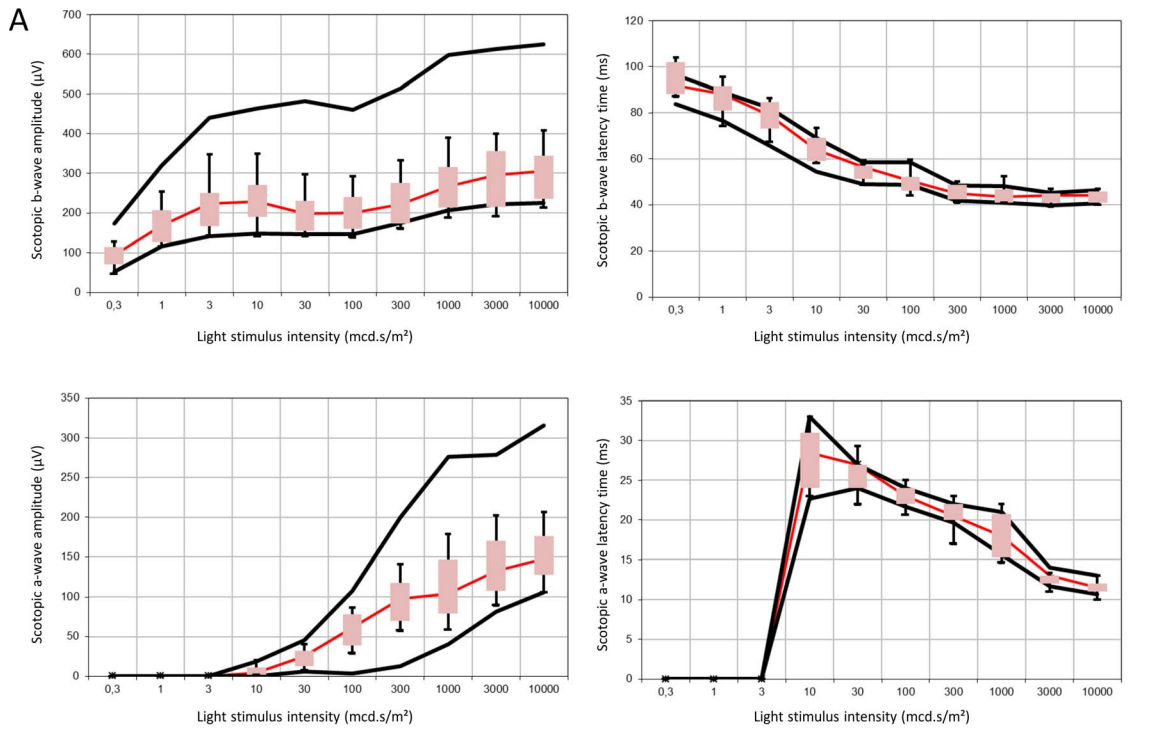 A
Scotopic b-wave amplitude (µV)
700
600
500
400
300
200
100
0
0,3 1 3 10 30 100 300 1000 3000 10000
Light stimulus intensity (mcd.s/m²)
Scotopic b-wave latency time (ms)
120
100
80
60
40
20
0
0,3 1 3 10 30 100 300 1000 3000 10000
Light stimulus intensity (mcd.s/m²)
Scotopic a-wave amplitude (µV)
350
300
250
200
150
100
50
0
0,3 1 3 10 30 100 300 1000 3000 10000
Light stimulus intensity (mcd.s/m²)
Scotopic a-wave latency time (ms)
35
30
25
20
15
10
5
0
0,3 1 3 10 30 100 300 1000 3000 10000
Light stimulus intensity (mcd.s/m²)